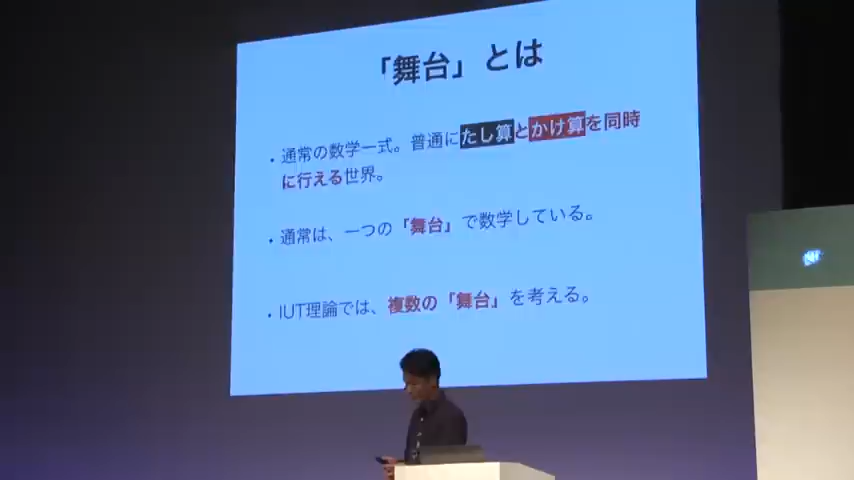 「舞台」とは
・通常の数学一式。普通にたし算とかけ算を同時
に行える世界。
・通常は、一つの「舞台」で数学している。
・IUT理論では、複数の「舞台」を考える。